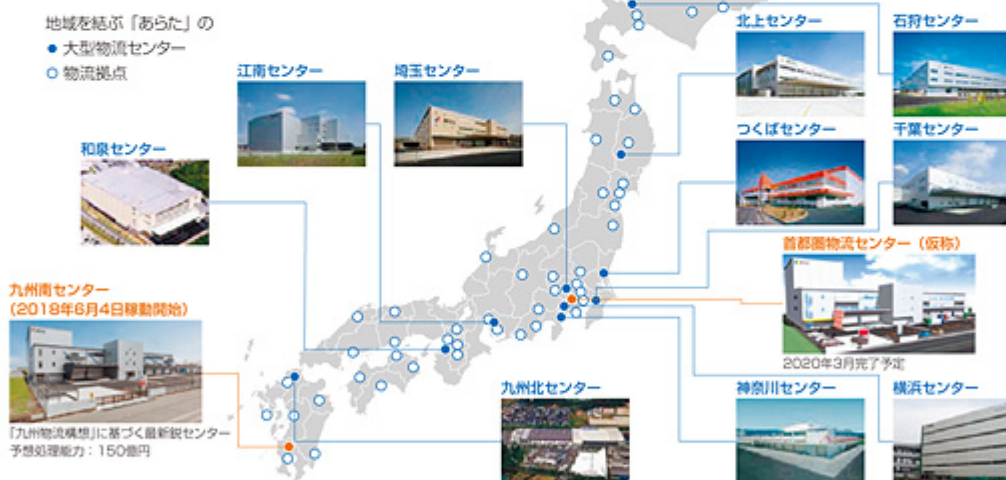 地域を結ぶ「あらた」の
大型物流センター
物流拠点
北上センター
石狩センター
江南センター
埼玉センター
つくばセンター
千葉センター
和泉センター
首都圏物流センター（仮称）
2020年3月完了予定
九州南センター
(2018年6月4日稼動開始)
「九州物流構想」に基づく最新鋭センター
予想処理能力：150億円
九州北センター
神奈川センター
横浜センター